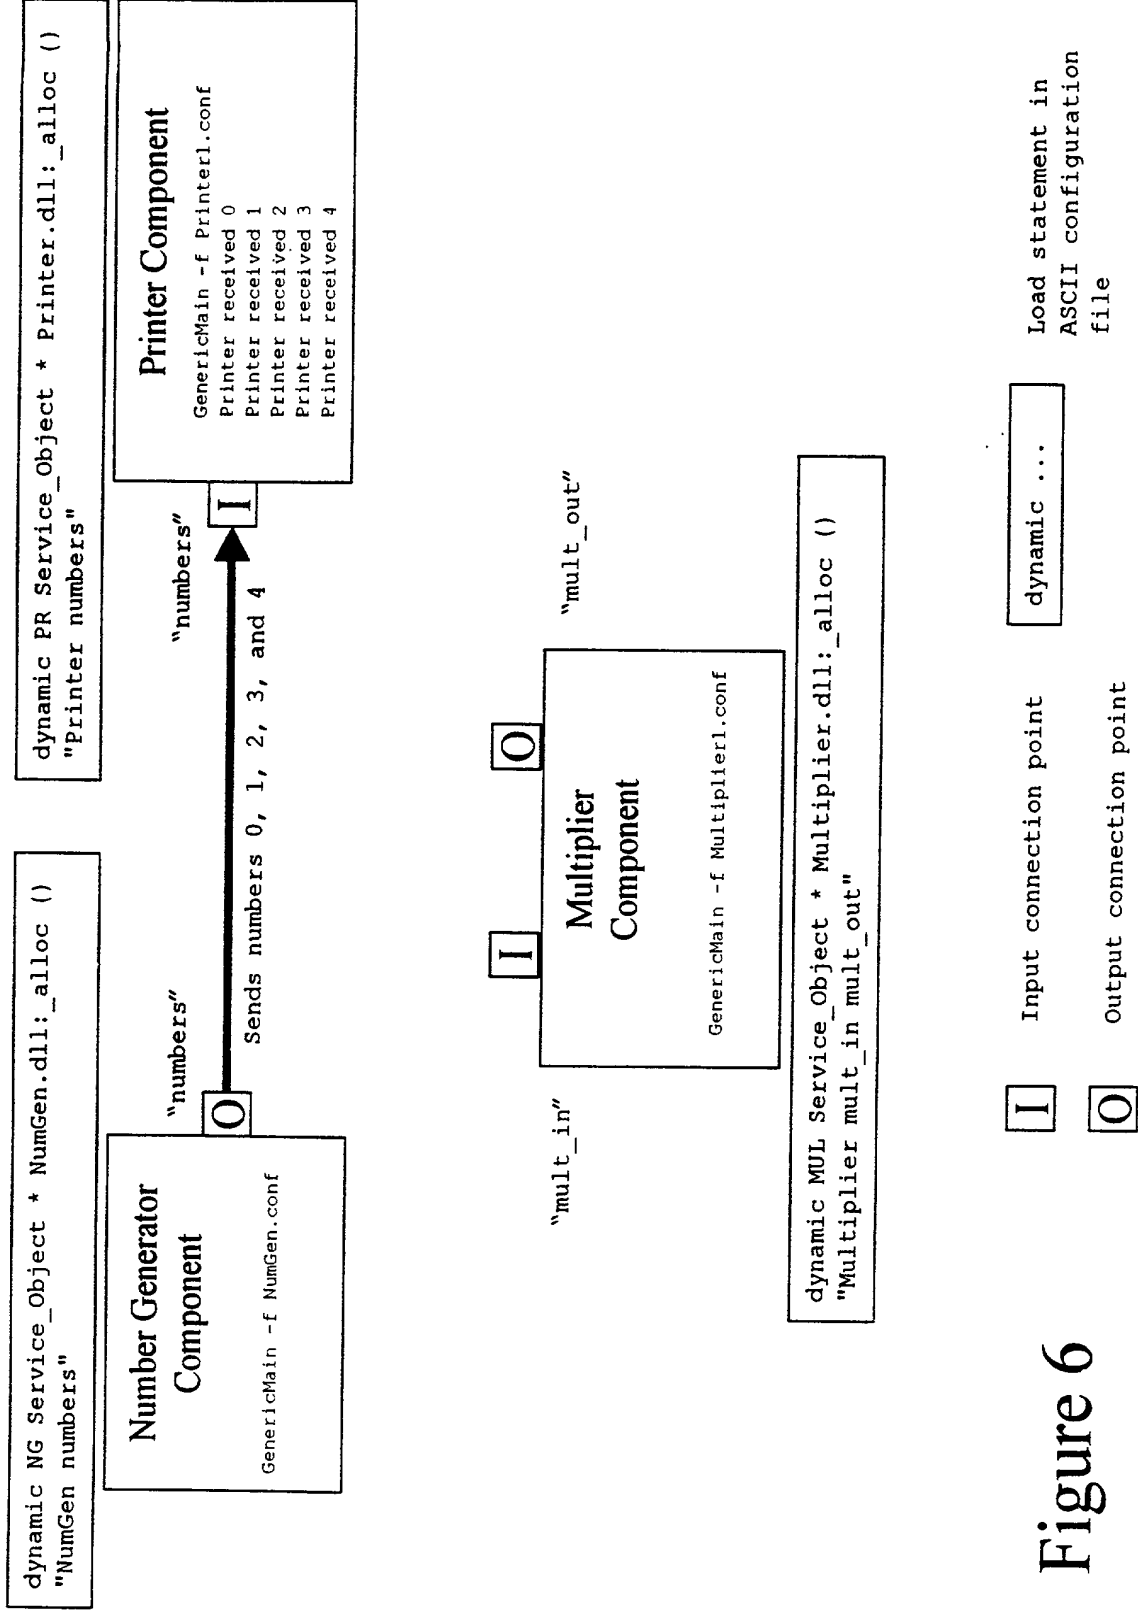 dynamic NG Service_Object * NumGen.dll:_alloc ()
"NumGen numbers"
dynamic PR Service_Object * Printer.dll:_alloc ()
"Printer numbers"
Number Generator
Component
GenericMain -f NumGen.conf
"numbers"
O
Sends numbers 0, 1, 2, 3, and 4
"numbers"
I
Printer Component
GenericMain -f Printer1.conf
Printer received 0
Printer received 1
Printer received 2
Printer received 3
Printer received 4
"mult_in"
I
O
"mult_out"
Multiplier
Component
GenericMain -f Multiplier1.conf
dynamic MUL Service_Object * Multiplier.dll:_alloc ()
"Multiplier mult_in mult_out"
Figure 6
I
Input connection point
O
Output connection point
dynamic ...
Load statement in
ASCII configuration
file